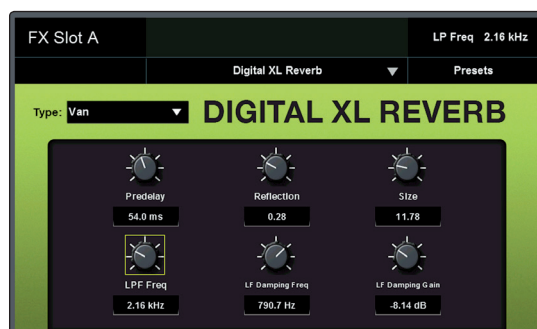 FX Slot A
LP Freq 2.16 kHz
Digital XL Reverb
Presets
Type: Van
DIGITAL XL REVERB
Predelay Reflection Size
54.0 ms 0.28 11.78
LPF Freq LF Damping Freq LF Damping Gain
2.16 kHz 790.7 Hz -8.14 dB